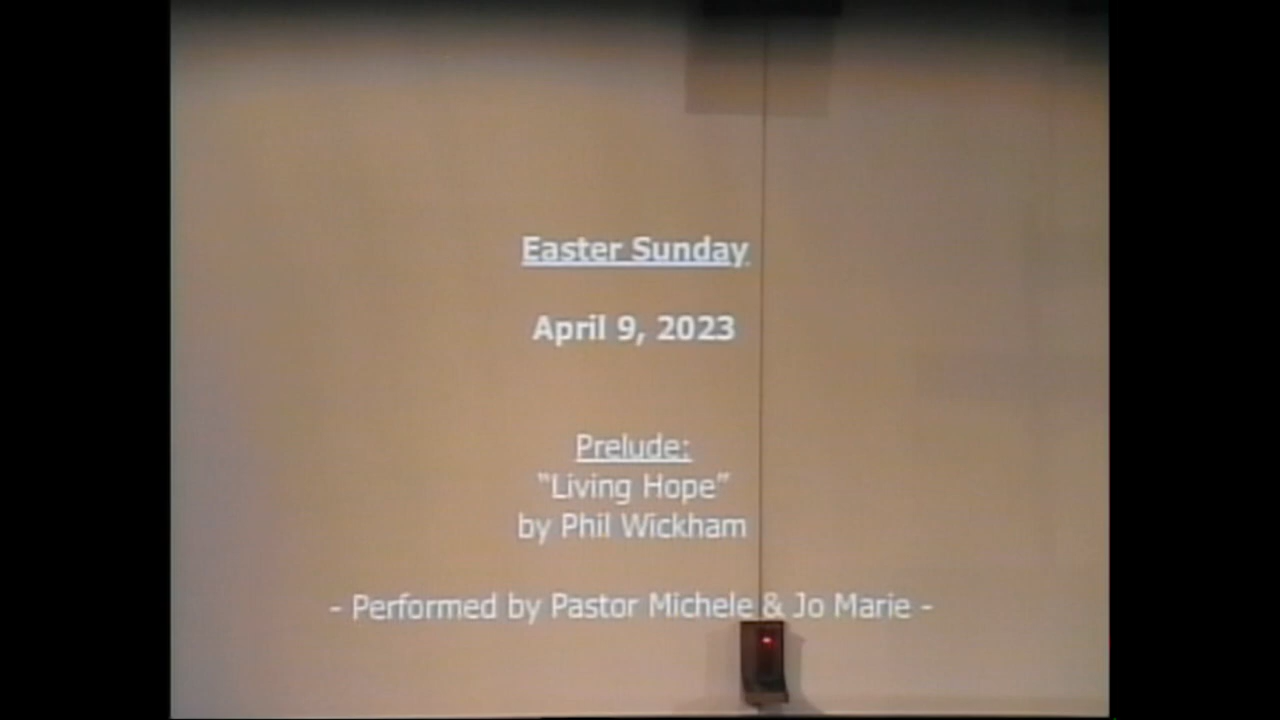 Easter Sunday
April 9, 2023
Prelude:
“Living Hope”
by Phil Wickham
- Performed by Pastor Michele & Jo Marie -